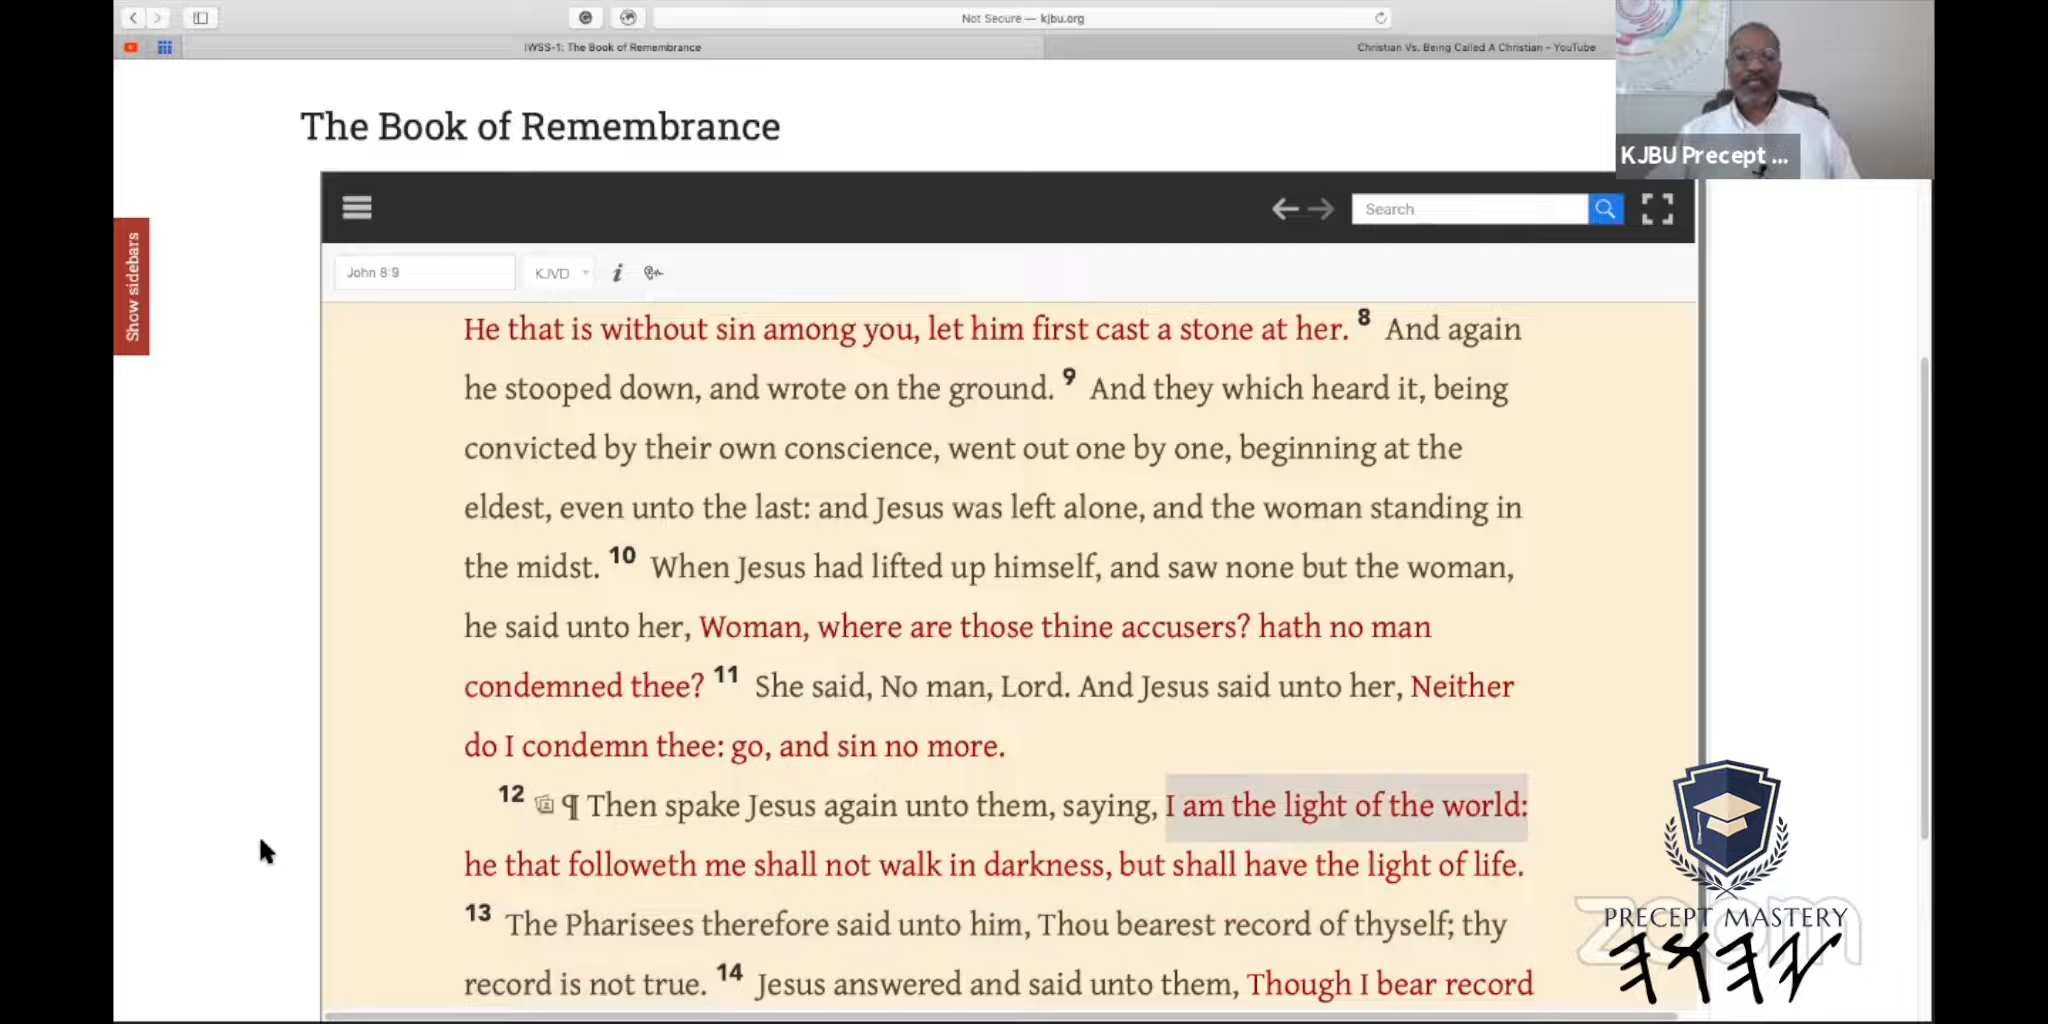 Not Secure — kjbu.org
IWSS-1: The Book of Remembrance
Christian Vs. Being Called A Christian - YouTube
The Book of Remembrance
KJBU Precept ...
Show sidebars
Search
John 8:9
KJVD
i
He that is without sin among you, let him first cast a stone at her. 8 And again
he stooped down, and wrote on the ground. 9 And they which heard it, being
convicted by their own conscience, went out one by one, beginning at the
eldest, even unto the last: and Jesus was left alone, and the woman standing in
the midst. 10 When Jesus had lifted up himself, and saw none but the woman,
he said unto her, Woman, where are those thine accusers? hath no man
condemned thee? 11 She said, No man, Lord. And Jesus said unto her, Neither
do I condemn thee: go, and sin no more.
12 ¶ Then spake Jesus again unto them, saying, I am the light of the world:
he that followeth me shall not walk in darkness, but shall have the light of life.
13 The Pharisees therefore said unto him, Thou bearest record of thyself; thy
record is not true. 14 Jesus answered and said unto them, Though I bear record
PRECEPT MASTERY
zoom